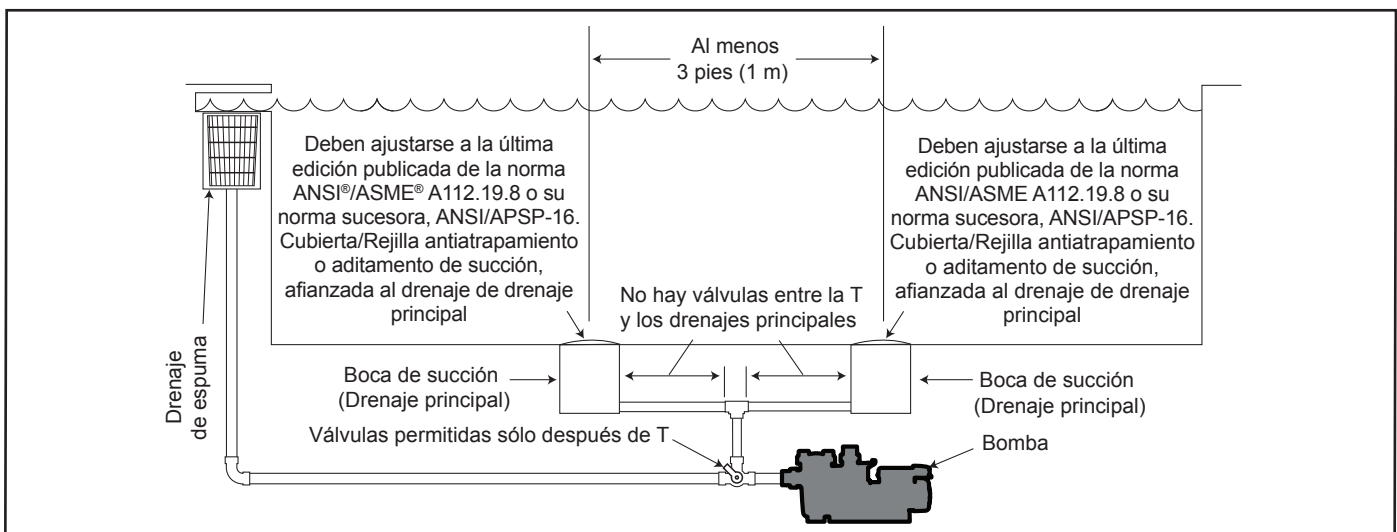 Al menos
3 pies (1 m)
Deben ajustarse a la última
edición publicada de la norma
ANSI®/ASME® A112.19.8 o su
norma sucesora, ANSI/APSP-16.
Cubierta/Rejilla antiatrapamiento
o aditamento de succión,
afianzada al drenaje de drenaje
principal
Deben ajustarse a la última
edición publicada de la norma
ANSI/ASME A112.19.8 o su
norma sucesora, ANSI/APSP-16.
Cubierta/Rejilla antiatrapamiento
o aditamento de succión,
afianzada al drenaje de drenaje
principal
No hay válvulas entre la T
y los drenajes principales
Drenaje
de espuma
Boca de succión
(Drenaje principal)
Boca de succión
(Drenaje principal)
Válvulas permitidas sólo después de T
Bomba